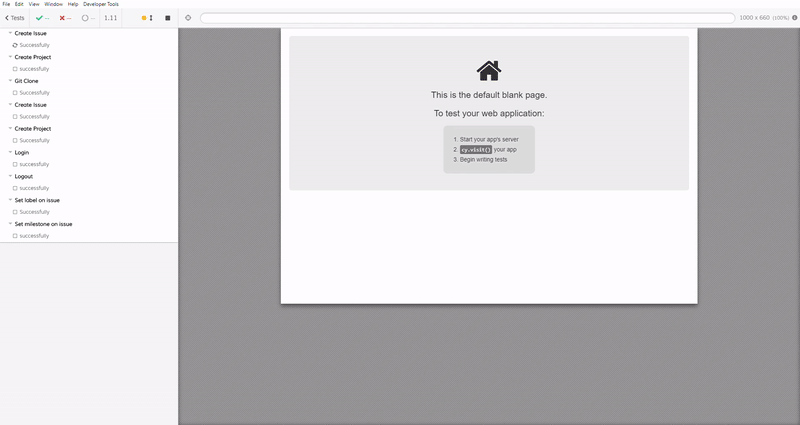 File Edit View Window Help Developer Tools
Tests -- -- -- 1.11 1000 x 660 (100%)
Create Issue
Successfully
Create Project
successfully
Git Clone
Successfully
Create Issue
Successfully
Create Project
successfully
Login
Successfully
Logout
successfully
Set label on issue
Successfully
Set milestone on issue
successfully
This is the default blank page.
To test your web application:
1. Start your app's server
2. cy.visit() your app
3. Begin writing tests